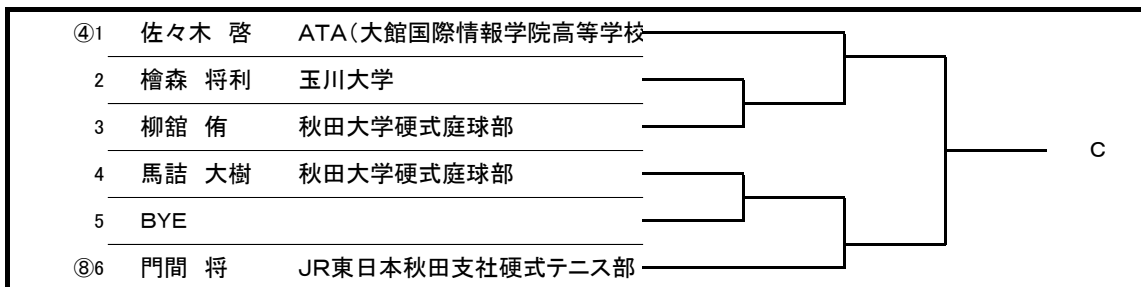 ④1 佐々木 啓 ATA(大館国際情報学院高等学校
2 檜森 将利 玉川大学
3 柳舘 侑 秋田大学硬式庭球部
4 馬詰 大樹 秋田大学硬式庭球部
C
5 BYE
⑧6 門間 将 JR東日本秋田支社硬式テニス部